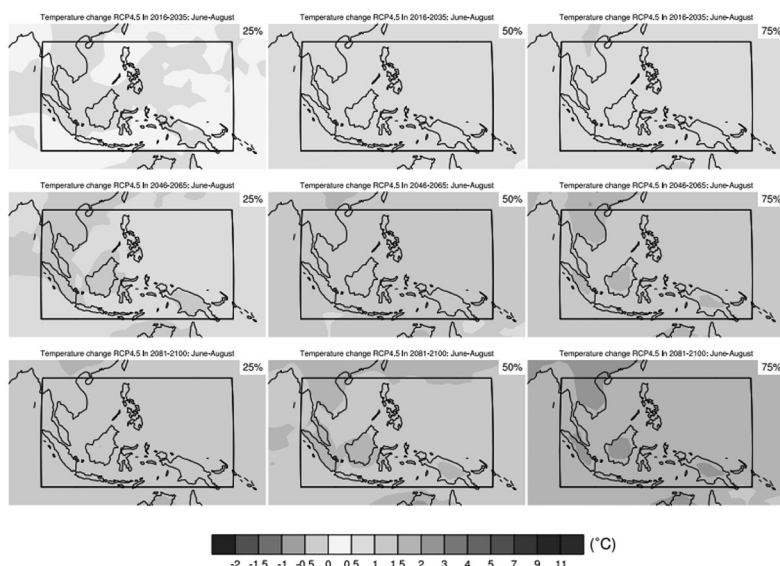 Temperature change RCP4.5 in 2016-2035: June-August
25%
Temperature change RCP4.5 in 2016-2035: June-August
50%
Temperature change RCP4.5 in 2016-2035: June-August
75%
Temperature change RCP4.5 in 2046-2065: June-August
25%
Temperature change RCP4.5 in 2046-2065: June-August
50%
Temperature change RCP4.5 in 2046-2065: June-August
75%
Temperature change RCP4.5 in 2081-2100: June-August
25%
Temperature change RCP4.5 in 2081-2100: June-August
50%
Temperature change RCP4.5 in 2081-2100: June-August
75%
(°C)
-2 -1.5 -1 -0.5 0 0.5 1 1.5 2 3 4 5 7 9 11